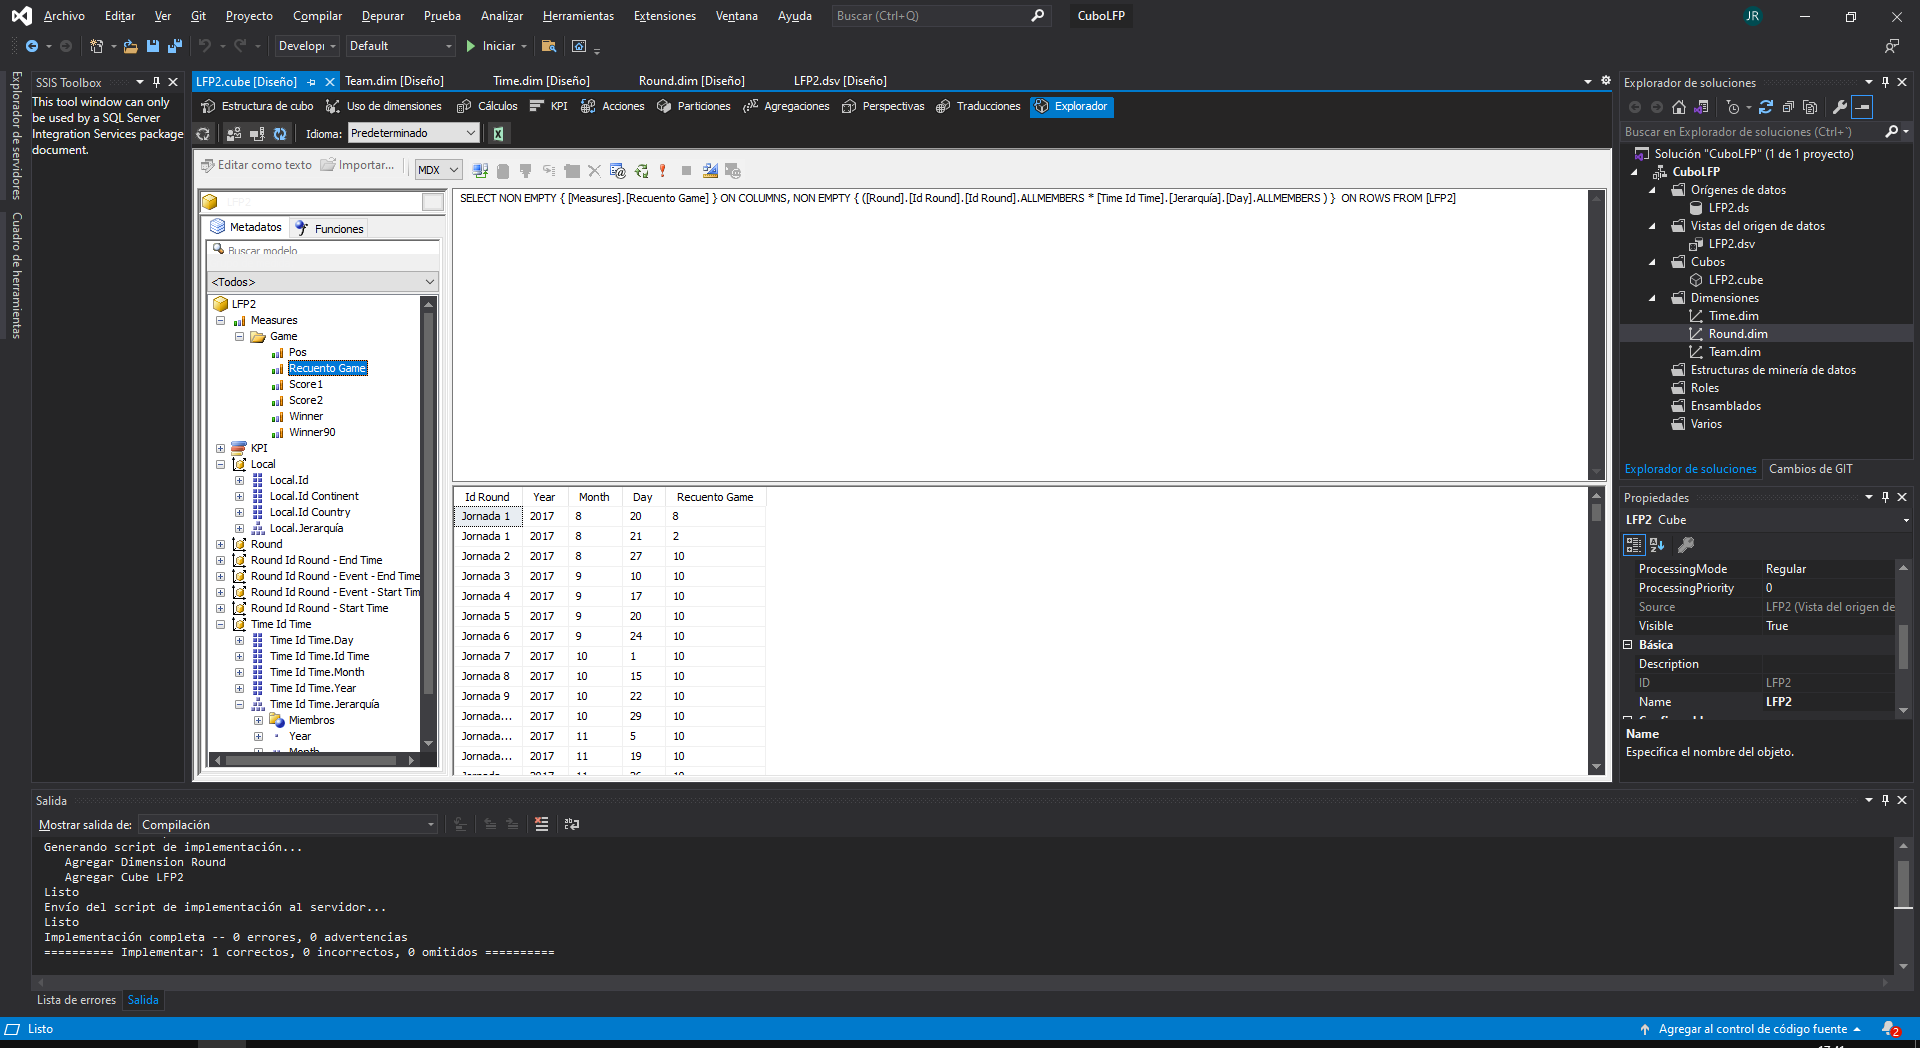 Archivo Editar Ver Git Proyecto Compilar Depurar Prueba Analizar Herramientas Extensiones Ventana Ayuda Buscar (Ctrl+Q) CuboLFP JR
Developi Default Iniciar
Explorador de servidores
Cuadro de herramientas
SSIS Toolbox
This tool window can only
be used by a SQL Server
Integration Services package
document.
LFP2.cube [Diseño] Team.dim [Diseño] Time.dim [Diseño] Round.dim [Diseño] LFP2.dsv [Diseño]
Estructura de cubo Uso de dimensiones Cálculos KPI Acciones Particiones Agregaciones Perspectivas Traducciones Explorador
Idioma: Predeterminado
Editar como texto Importar... MDX
LFP2
Metadatos Funciones
Buscar modelo
<Todos>
LFP2
Measures
Game
Pos
Recuento Game
Score1
Score2
Winner
Winner90
KPI
Local
Local.Id
Local.Id Continent
Local.Id Country
Local.Jerarquía
Round
Round Id Round - End Time
Round Id Round - Event - End Time
Round Id Round - Event - Start Tim
Round Id Round - Start Time
Time Id Time
Time Id Time.Day
Time Id Time.Id Time
Time Id Time.Month
Time Id Time.Year
Time Id Time.Jerarquía
Miembros
Year
Month
SELECT NON EMPTY { [Measures].[Recuento Game] } ON COLUMNS, NON EMPTY { ([Round].[Id Round].[Id Round].ALLMEMBERS * [Time Id Time].[Jerarquía].[Day].ALLMEMBERS ) } ON ROWS FROM [LFP2]
Id Round Year Month Day Recuento Game
Jornada 1 2017 8 20 8
Jornada 1 2017 8 21 2
Jornada 2 2017 8 27 10
Jornada 3 2017 9 10 10
Jornada 4 2017 9 17 10
Jornada 5 2017 9 20 10
Jornada 6 2017 9 24 10
Jornada 7 2017 10 1 10
Jornada 8 2017 10 15 10
Jornada 9 2017 10 22 10
Jornada... 2017 10 29 10
Jornada... 2017 11 5 10
Jornada... 2017 11 19 10
Jornada... 2017 11 26 10
Explorador de soluciones
Buscar en Explorador de soluciones (Ctrl+`)
Solución "CuboLFP" (1 de 1 proyecto)
CuboLFP
Orígenes de datos
LFP2.ds
Vistas del origen de datos
LFP2.dsv
Cubos
LFP2.cube
Dimensiones
Time.dim
Round.dim
Team.dim
Estructuras de minería de datos
Roles
Ensamblados
Varios
Explorador de soluciones Cambios de GIT
Propiedades
LFP2 Cube
ProcessingMode Regular
ProcessingPriority 0
Source LFP2 (Vista del origen de
Visible True
Básica
Description
ID LFP2
Name LFP2
Name
Especifica el nombre del objeto.
Salida
Mostrar salida de: Compilación
Generando script de implementación...
Agregar Dimension Round
Agregar Cube LFP2
Listo
Envío del script de implementación al servidor...
Listo
Implementación completa -- 0 errores, 0 advertencias
========== Implementar: 1 correctos, 0 incorrectos, 0 omitidos ==========
Lista de errores Salida
Listo Agregar al control de código fuente 2